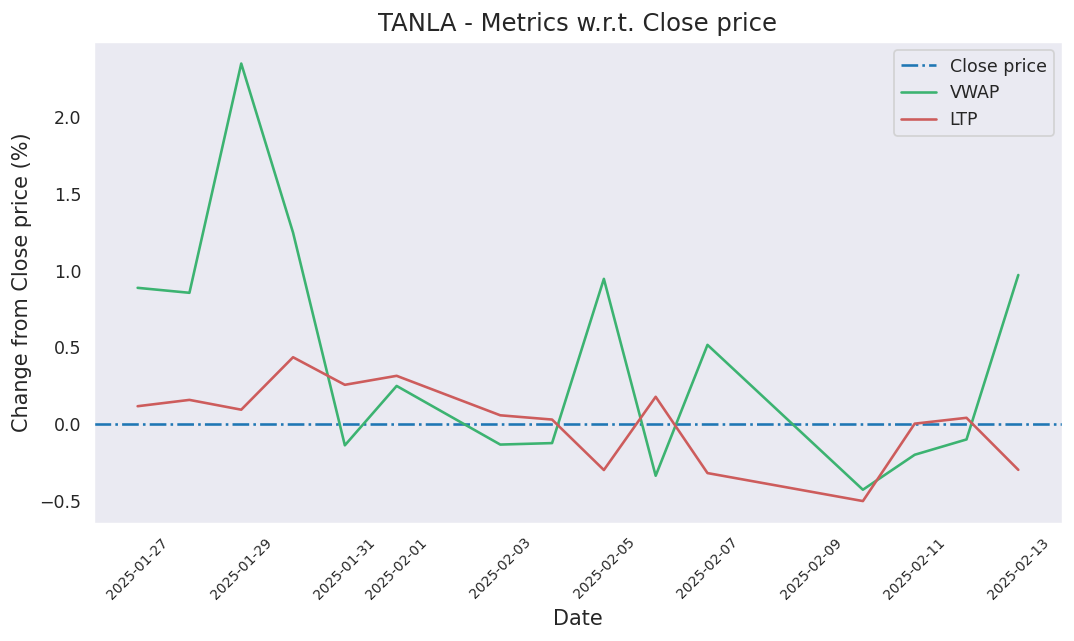 TANLA - Metrics w.r.t. Close price
Close price
VWAP
LTP
Change from Close price (%)
2.0
1.5
1.0
0.5
0.0
−0.5
2025-01-27
2025-01-29
2025-01-31
2025-02-01
2025-02-03
2025-02-05
2025-02-07
2025-02-09
2025-02-11
2025-02-13
Date